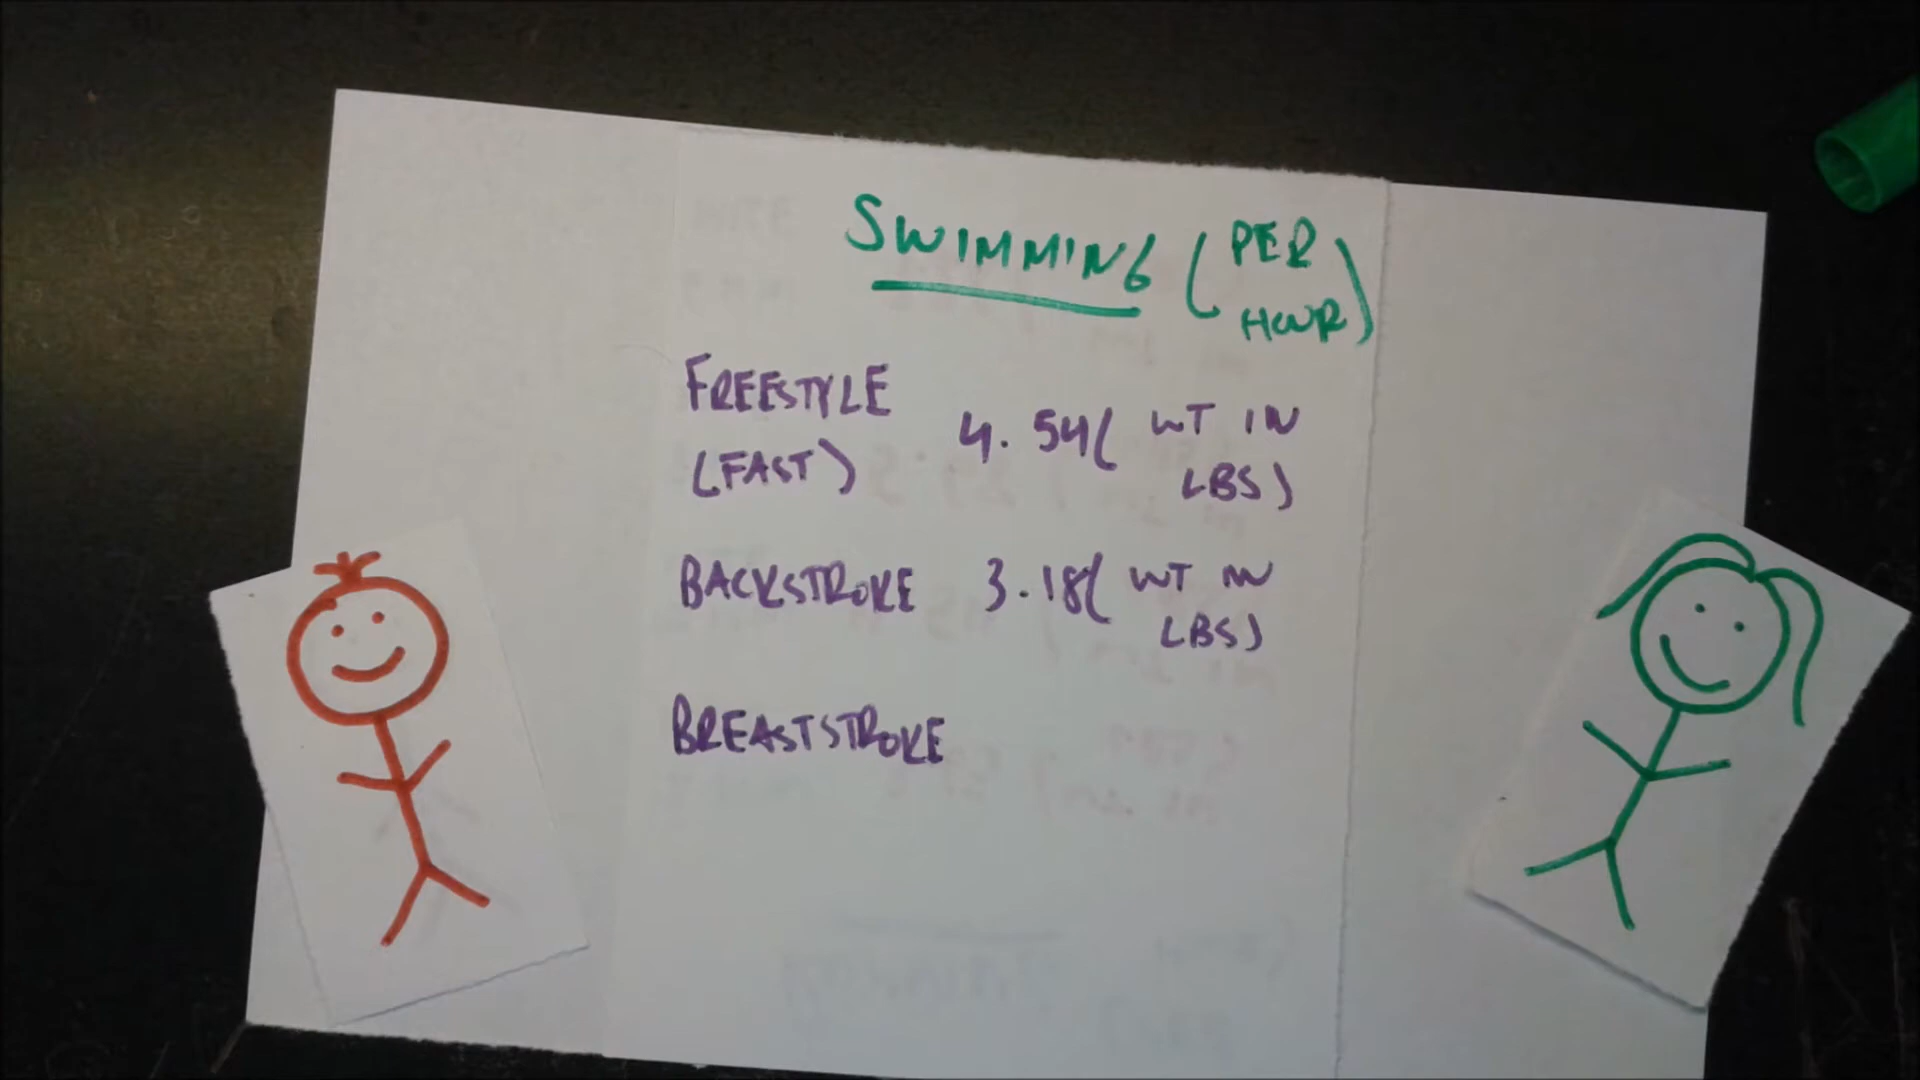 SWIMMING (PER HOUR)
FREESTYLE (FAST) 4.54( WT IN LBS)
BACKSTROKE 3.18( WT IN LBS)
BREASTSTROKE